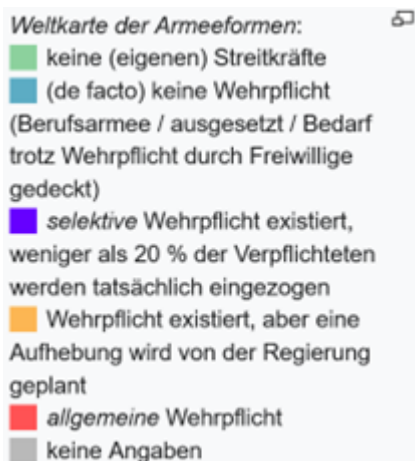 Weltkarte der Armeeformen:
keine (eigenen) Streitkräfte
(de facto) keine Wehrpflicht
(Berufsarmee / ausgesetzt / Bedarf
trotz Wehrpflicht durch Freiwillige
gedeckt)
selektive Wehrpflicht existiert,
weniger als 20 % der Verpflichteten
werden tatsächlich eingezogen
Wehrpflicht existiert, aber eine
Aufhebung wird von der Regierung
geplant
allgemeine Wehrpflicht
keine Angaben